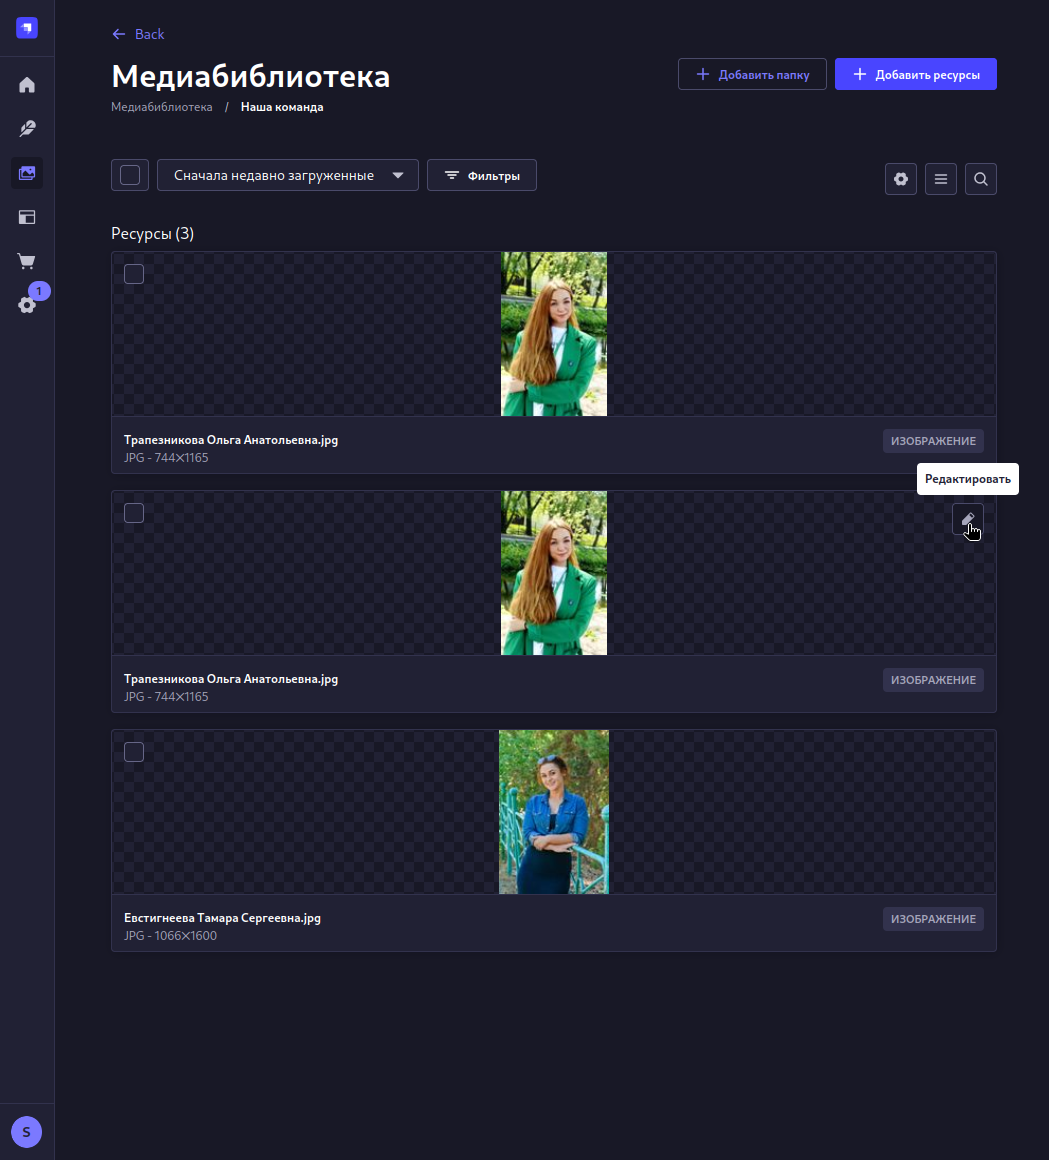 Back
Медиабиблиотека
Добавить папку
Добавить ресурсы
Медиабиблиотека / Наша команда
Сначала недавно загруженные
Фильтры
1
Ресурсы (3)
Трапезникова Ольга Анатольевна.jpg
ИЗОБРАЖЕНИЕ
JPG - 744✕1165
Редактировать
Трапезникова Ольга Анатольевна.jpg
ИЗОБРАЖЕНИЕ
JPG - 744✕1165
Евстигнеева Тамара Сергеевна.jpg
ИЗОБРАЖЕНИЕ
JPG - 1066✕1600
S